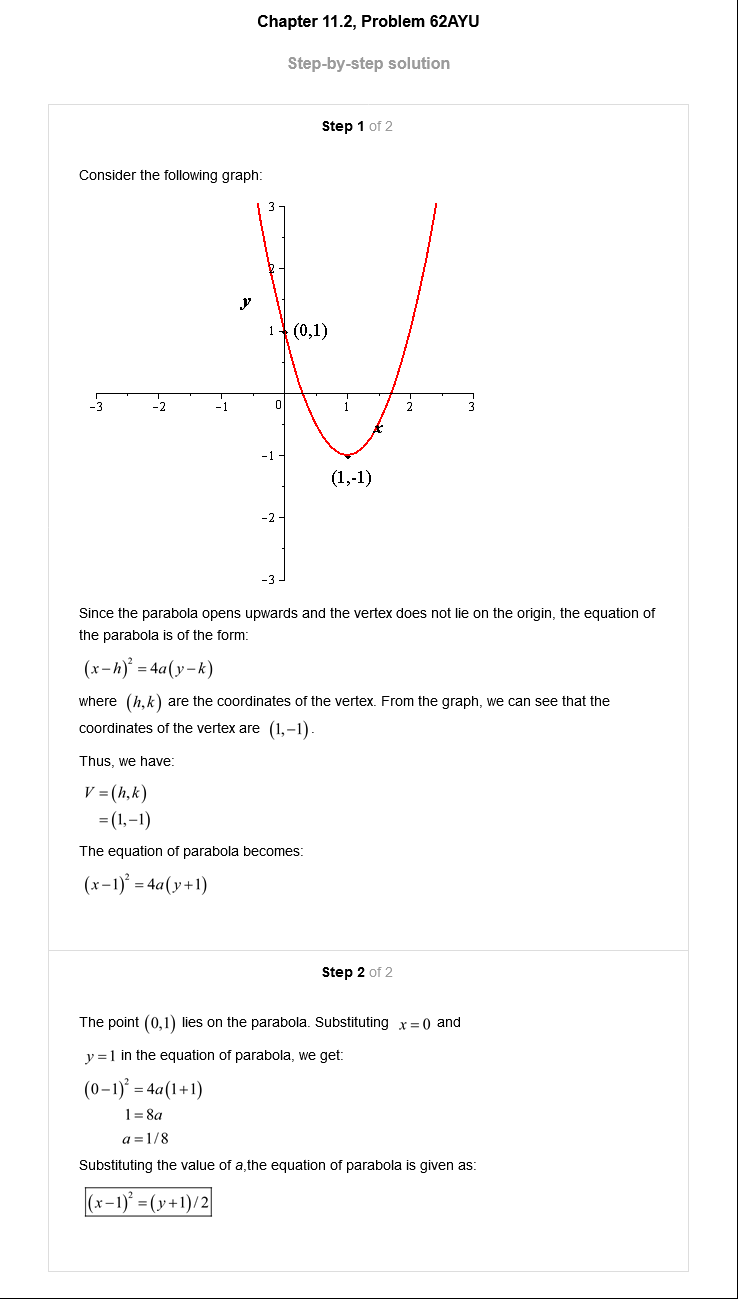 Chapter 11.2, Problem 62AYU
Step-by-step solution
Step 1 of 2
Consider the following graph:
3
2
y
1
(0,1)
-3 -2 -1 0 1 2 3
x
-1
(1,-1)
-2
-3
Since the parabola opens upwards and the vertex does not lie on the origin, the equation of
the parabola is of the form:
(x−h)² = 4a(y−k)
where (h,k) are the coordinates of the vertex. From the graph, we can see that the
coordinates of the vertex are (1,−1).
Thus, we have:
V = (h,k)
= (1,−1)
The equation of parabola becomes:
(x−1)² = 4a(y+1)
Step 2 of 2
The point (0,1) lies on the parabola. Substituting x = 0 and
y = 1 in the equation of parabola, we get:
(0−1)² = 4a(1+1)
1 = 8a
a = 1/8
Substituting the value of a,the equation of parabola is given as:
(x−1)² = (y+1)/2